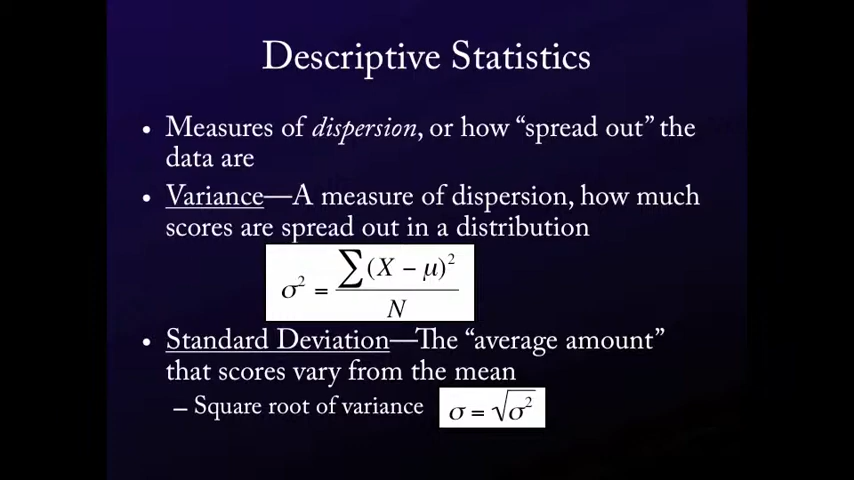 Descriptive Statistics
• Measures of dispersion, or how “spread out” the
data are
• Variance—A measure of dispersion, how much
scores are spread out in a distribution
σ² = ∑(X − μ)² / N
• Standard Deviation—The “average amount”
that scores vary from the mean
– Square root of variance σ = √σ²